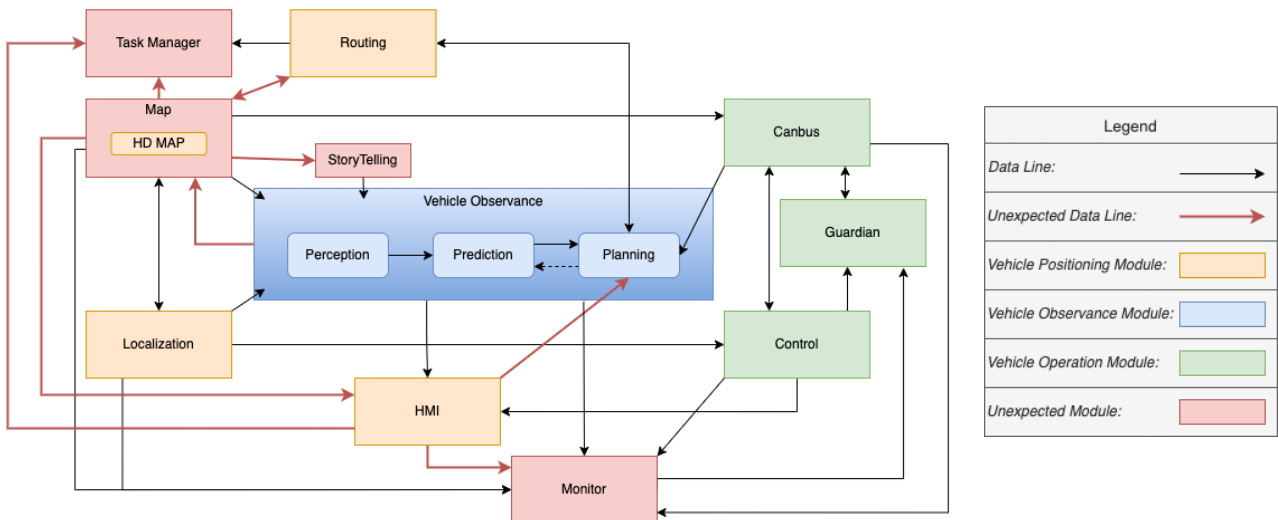 Task Manager
Routing
Map
HD MAP
StoryTelling
Canbus
Guardian
Vehicle Observance
Perception
Prediction
Planning
Localization
Control
HMI
Monitor
Legend
Data Line:
Unexpected Data Line:
Vehicle Positioning Module:
Vehicle Observance Module:
Vehicle Operation Module:
Unexpected Module: